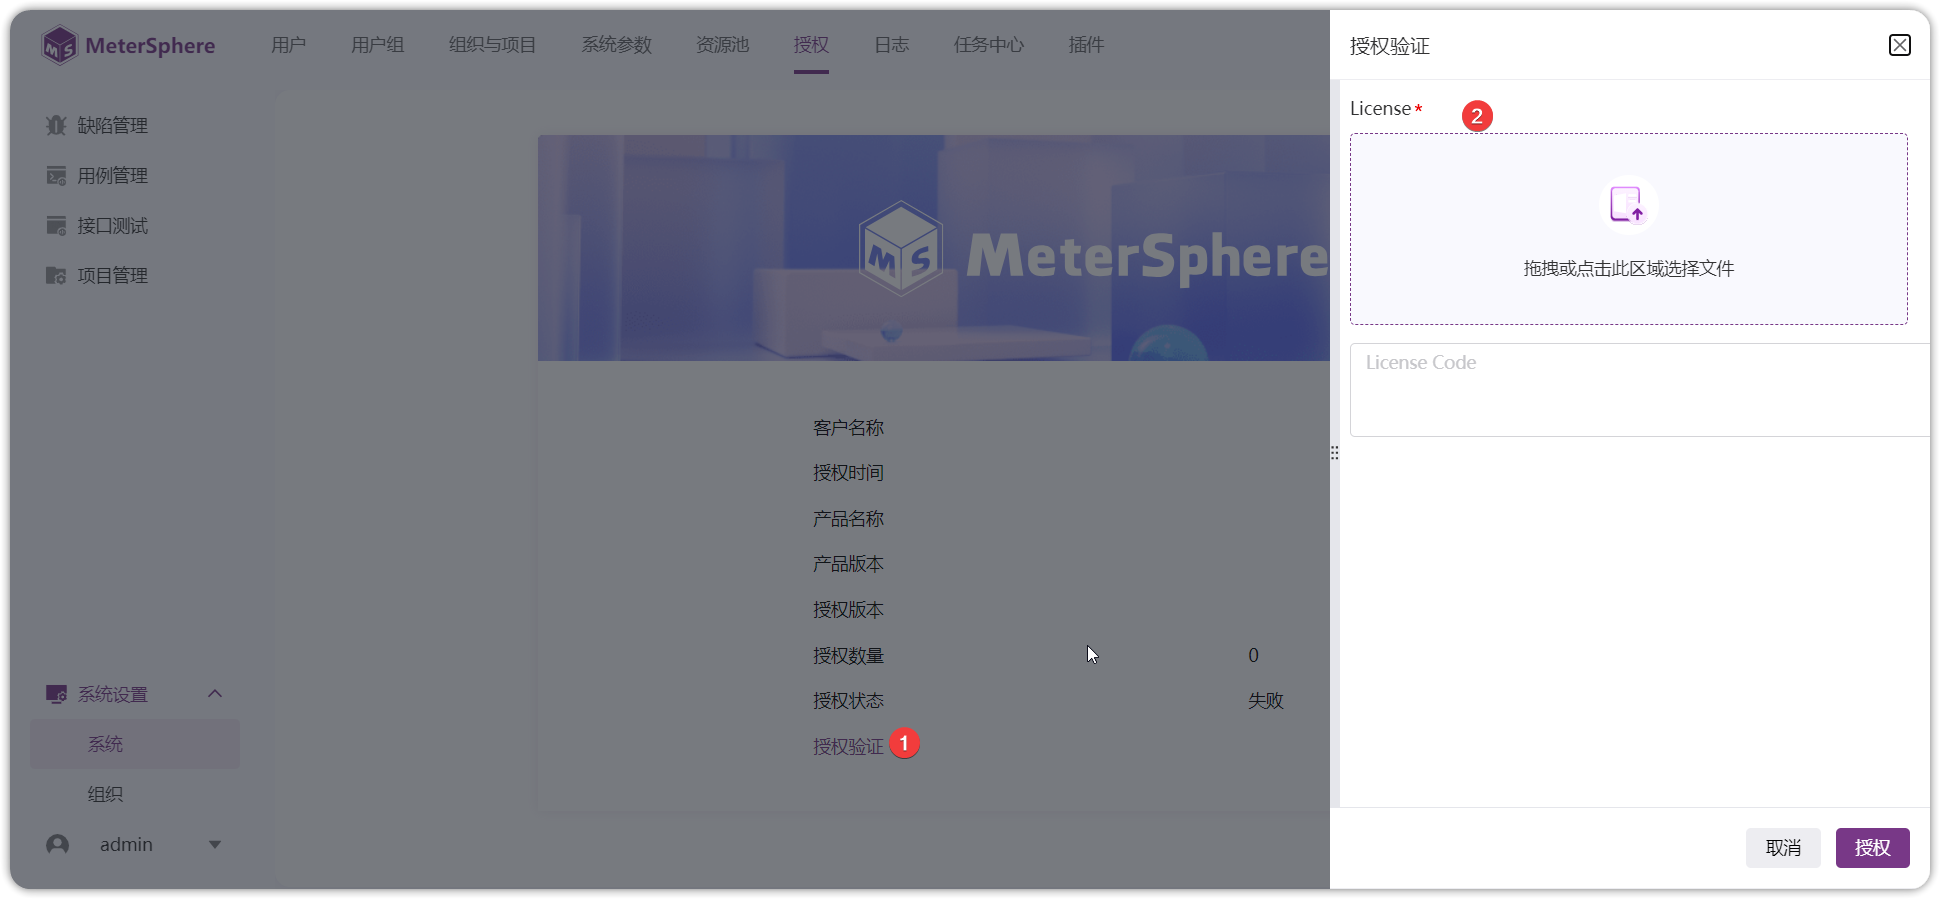 MeterSphere
用户
用户组
组织与项目
系统参数
资源池
授权
日志
任务中心
插件
缺陷管理
用例管理
接口测试
项目管理
系统设置
系统
组织
admin
MS MeterSphere
客户名称
授权时间
产品名称
产品版本
授权版本
授权数量 0
授权状态 失败
授权验证 1
授权验证
License* 2
拖拽或点击此区域选择文件
License Code
取消
授权